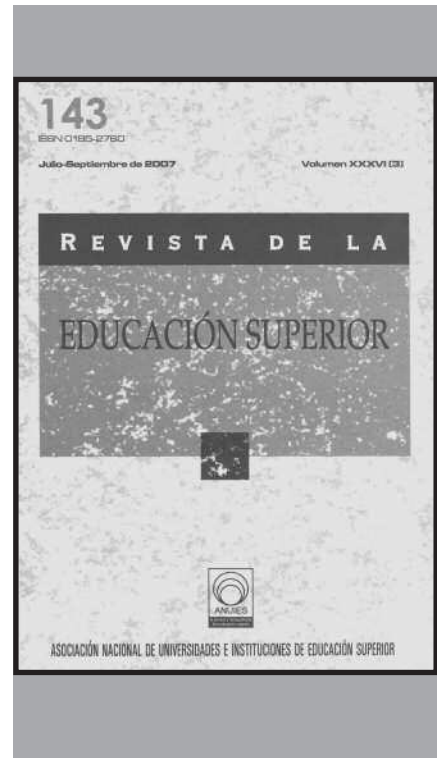 143
ISSN 0185-2760
Julio-Septiembre de 2007
Volumen XXXVI (3)
REVISTA DE LA
EDUCACIÓN SUPERIOR
ANUIES
ASOCIACIÓN NACIONAL DE UNIVERSIDADES E INSTITUCIONES DE EDUCACIÓN SUPERIOR